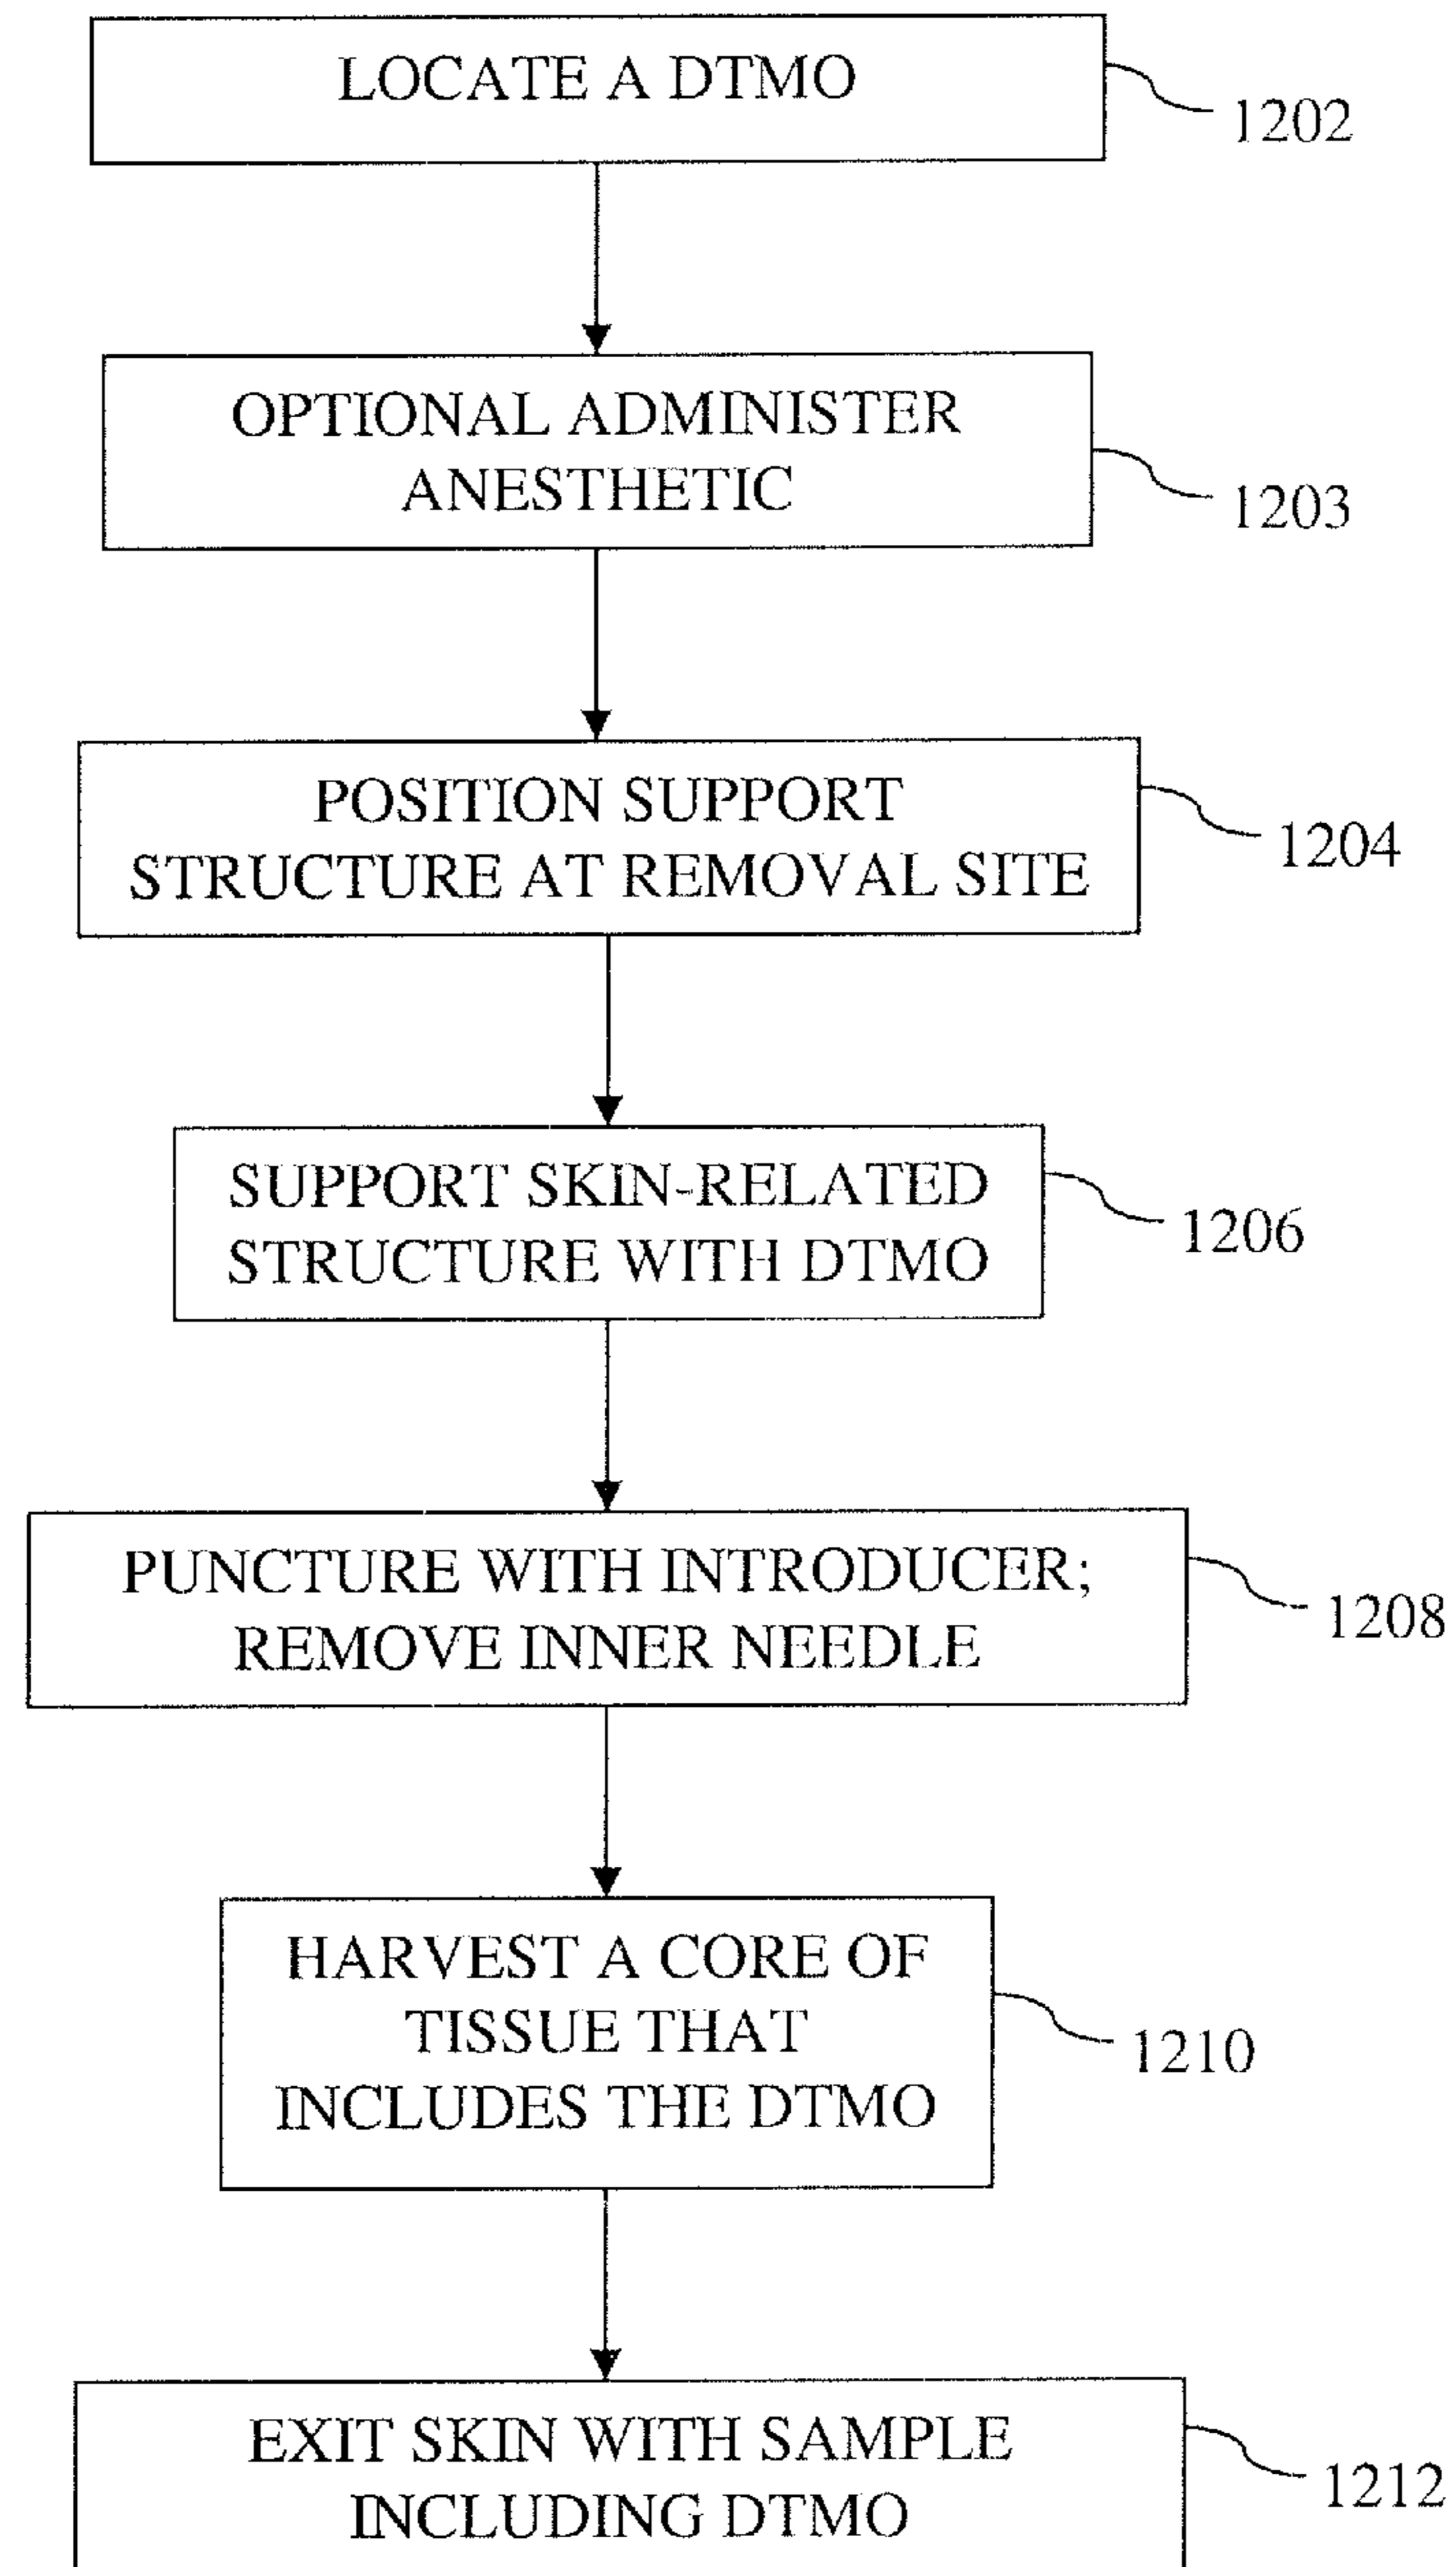 LOCATE A DTMO
1202
OPTIONAL ADMINISTER
ANESTHETIC
1203
POSITION SUPPORT
STRUCTURE AT REMOVAL SITE
1204
SUPPORT SKIN-RELATED
STRUCTURE WITH DTMO
1206
PUNCTURE WITH INTRODUCER;
REMOVE INNER NEEDLE
1208
HARVEST A CORE OF
TISSUE THAT
INCLUDES THE DTMO
1210
EXIT SKIN WITH SAMPLE
INCLUDING DTMO
1212